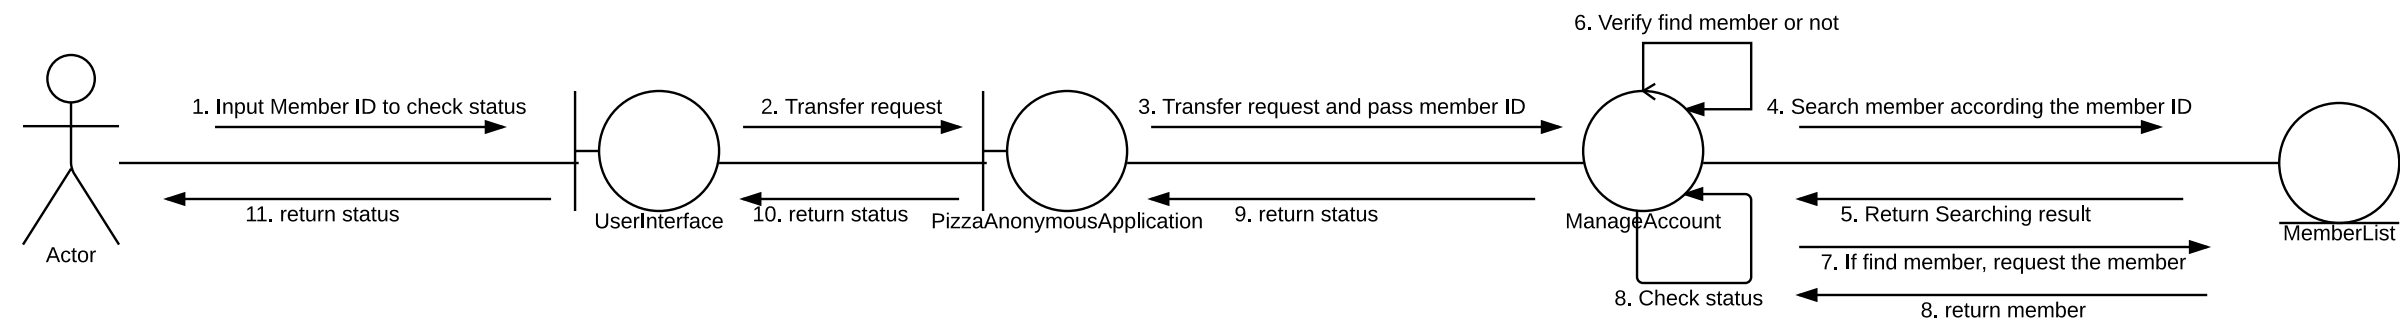 6. Verify find member or not
1. Input Member ID to check status
2. Transfer request
3. Transfer request and pass member ID
4. Search member according the member ID
11. return status
10. return status
9. return status
5. Return Searching result
UserInterface
PizzaAnonymousApplication
ManageAccount
MemberList
Actor
7. If find member, request the member
8. Check status
8. return member